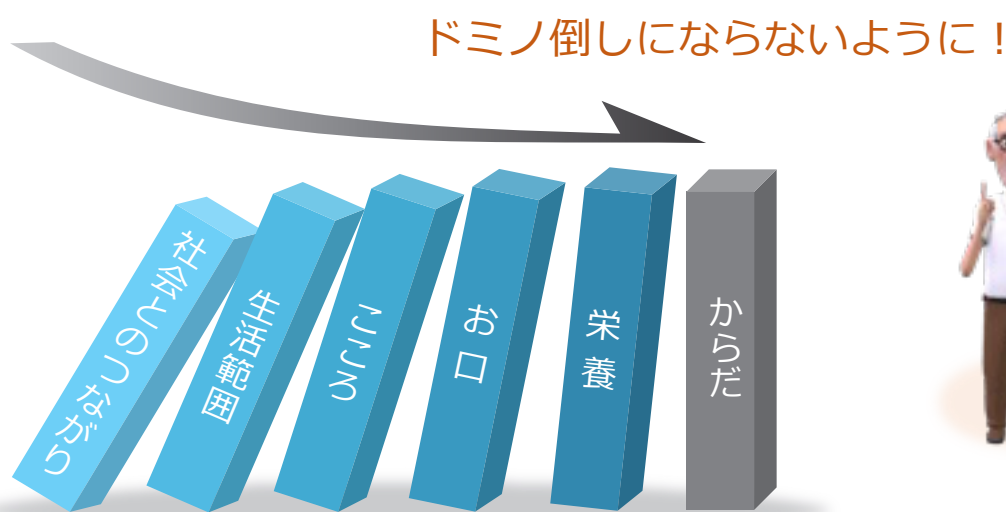 ドミノ倒しにならないように！
社会とのつながり
生活範囲
こころ
お口
栄養
からだ